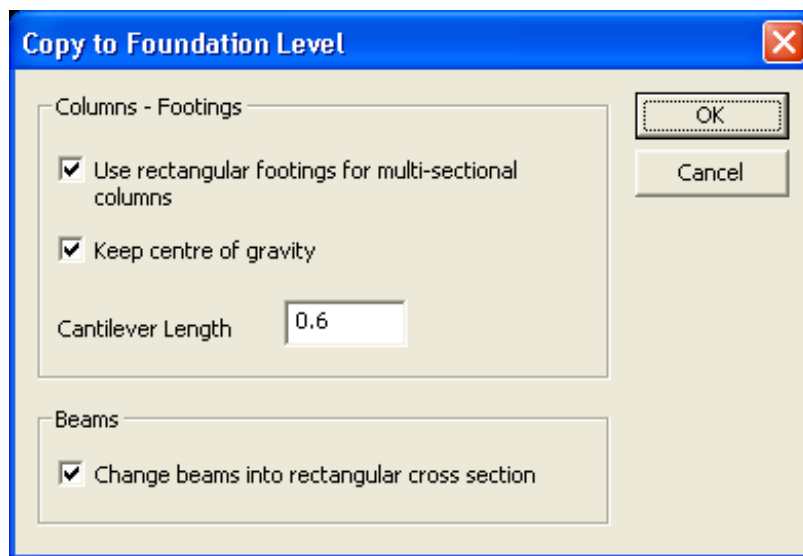 Copy to Foundation Level
Columns - Footings
OK
Use rectangular footings for multi-sectional
columns
Cancel
Keep centre of gravity
Cantilever Length
0.6
Beams
Change beams into rectangular cross section